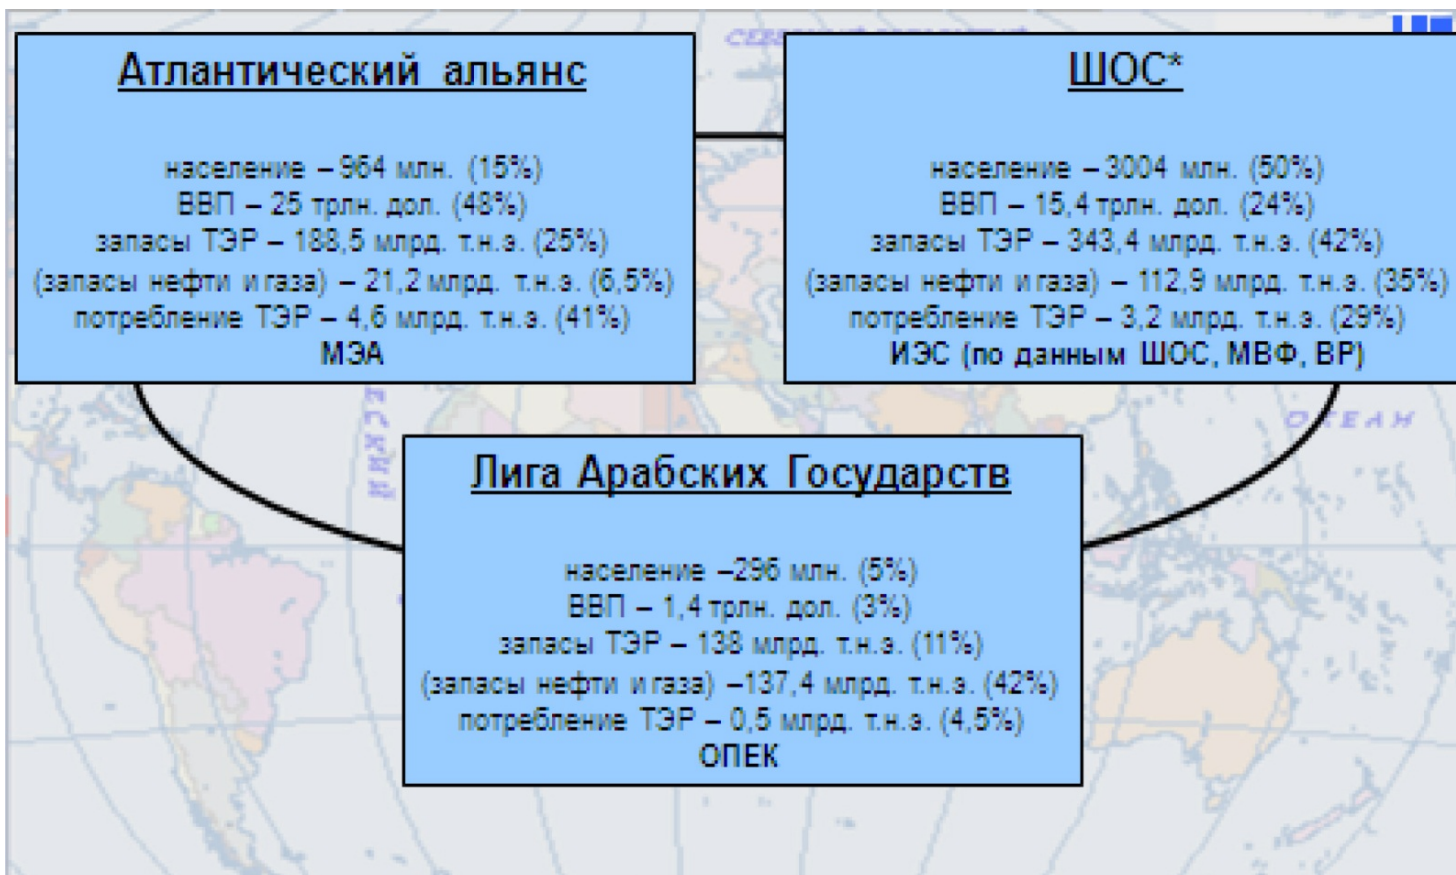 Атлантический альянс
население – 964 млн. (15%)
ВВП – 25 трлн. дол. (48%)
запасы ТЭР – 188,5 млрд. т.н.э. (25%)
(запасы нефти и газа) – 21,2 млрд. т.н.э. (6,5%)
потребление ТЭР – 4,6 млрд. т.н.э. (41%)
МЭА
ШОС*
население – 3004 млн. (50%)
ВВП – 15,4 трлн. дол. (24%)
запасы ТЭР – 343,4 млрд. т.н.э. (42%)
(запасы нефти и газа) – 112,9 млрд. т.н.э. (35%)
потребление ТЭР – 3,2 млрд. т.н.э. (29%)
ИЭС (по данным ШОС, МВФ, ВР)
ОКЕАН
Лига Арабских Государств
население –296 млн. (5%)
ВВП – 1,4 трлн. дол. (3%)
запасы ТЭР – 138 млрд. т.н.э. (11%)
(запасы нефти и газа) –137,4 млрд. т.н.э. (42%)
потребление ТЭР – 0,5 млрд. т.н.э. (4,5%)
ОПЕК